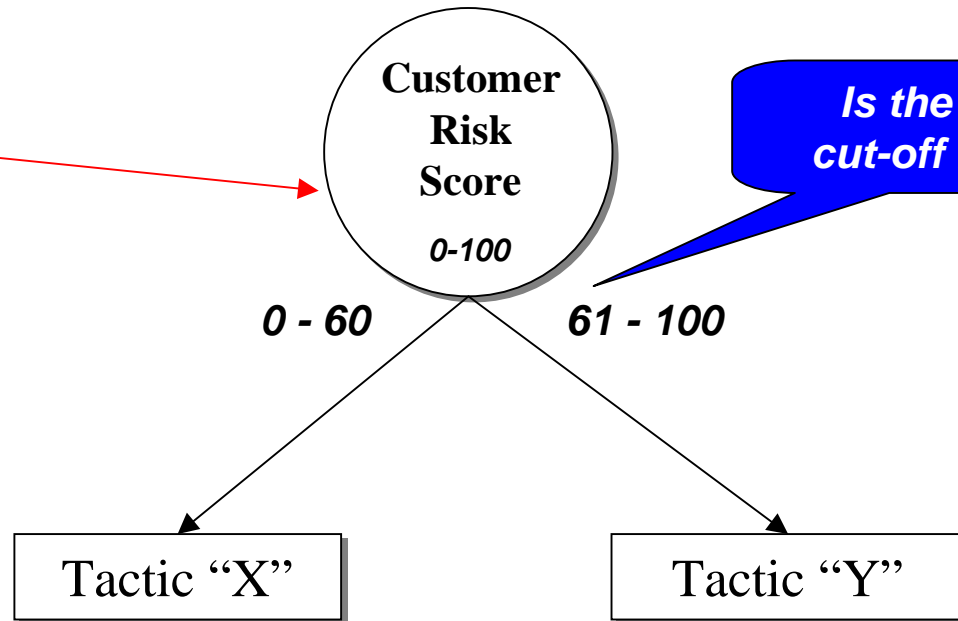 Customer
Risk
Score
0-100
Is the
cut-off
0 - 60
61 - 100
Tactic “X”
Tactic “Y”